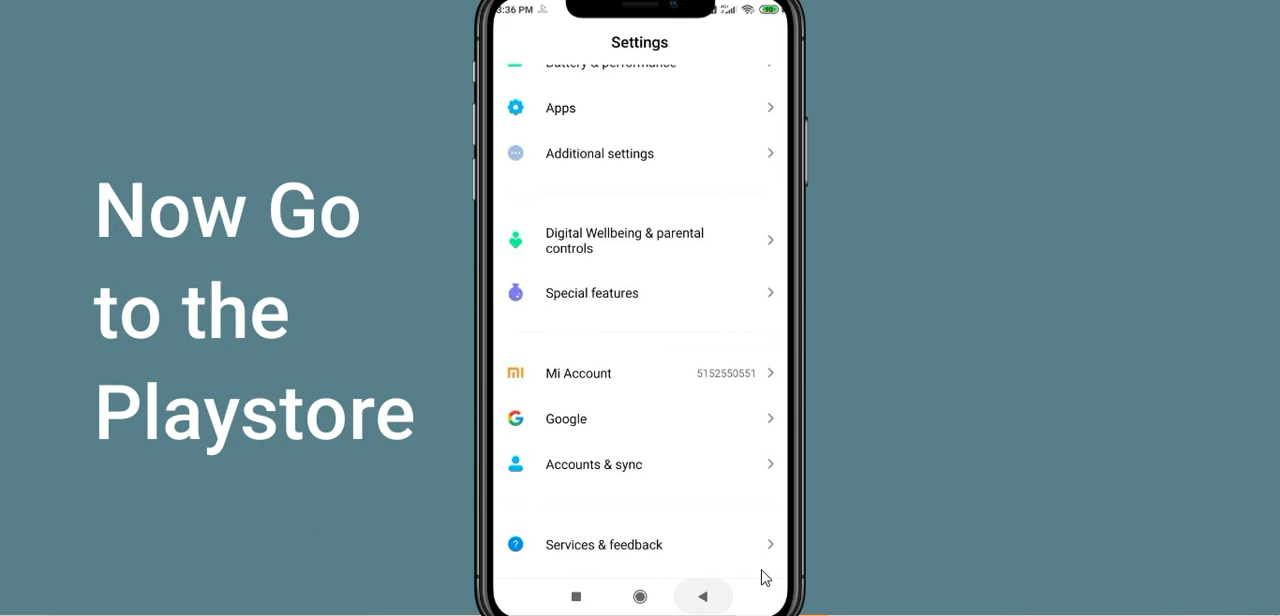 3:36 PM
Settings
Battery & performance
Apps
Additional settings
Digital Wellbeing & parental
controls
Special features
Mi Account 5152550551
Google
Accounts & sync
Services & feedback
Now Go
to the
Playstore